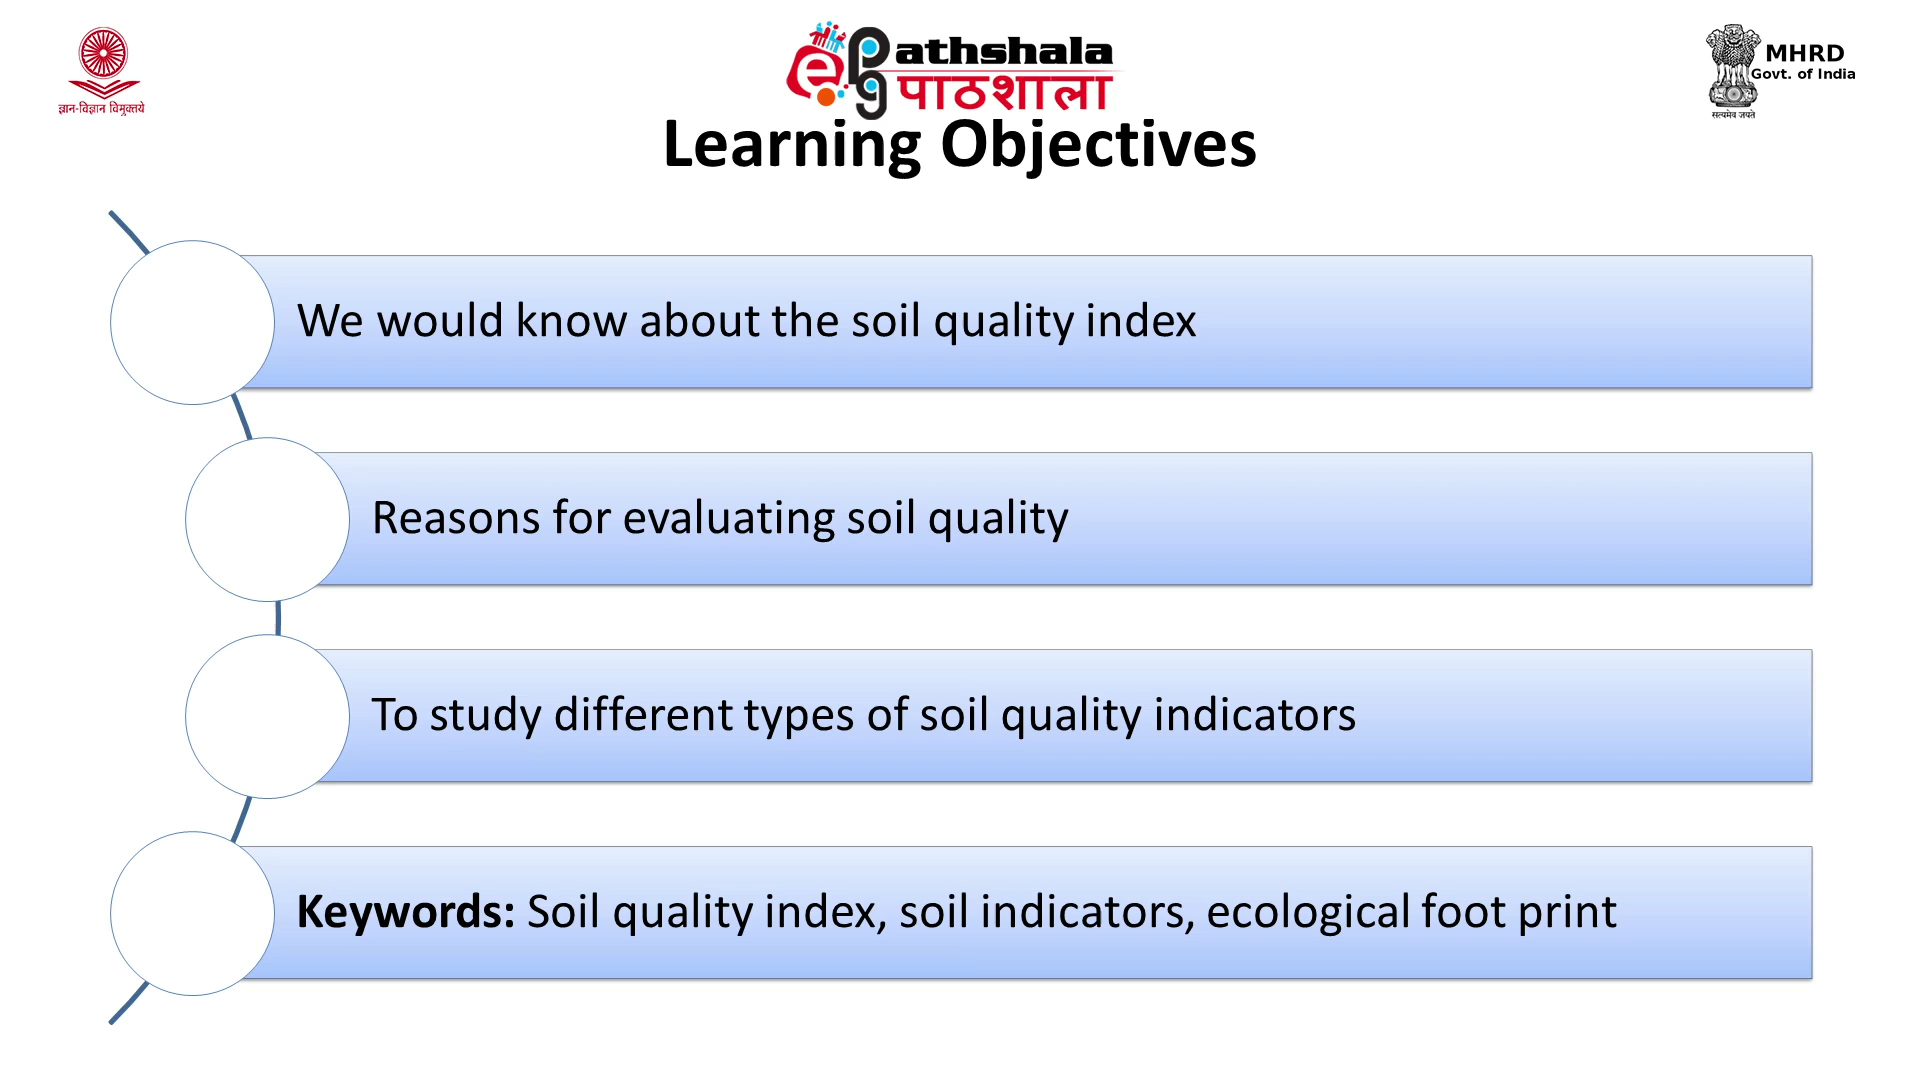 ज्ञान-विज्ञान विमुक्तये
ePG Pathshala
पाठशाला
MHRD
Govt. of India
सत्यमेव जयते
Learning Objectives
We would know about the soil quality index
Reasons for evaluating soil quality
To study different types of soil quality indicators
Keywords: Soil quality index, soil indicators, ecological foot print